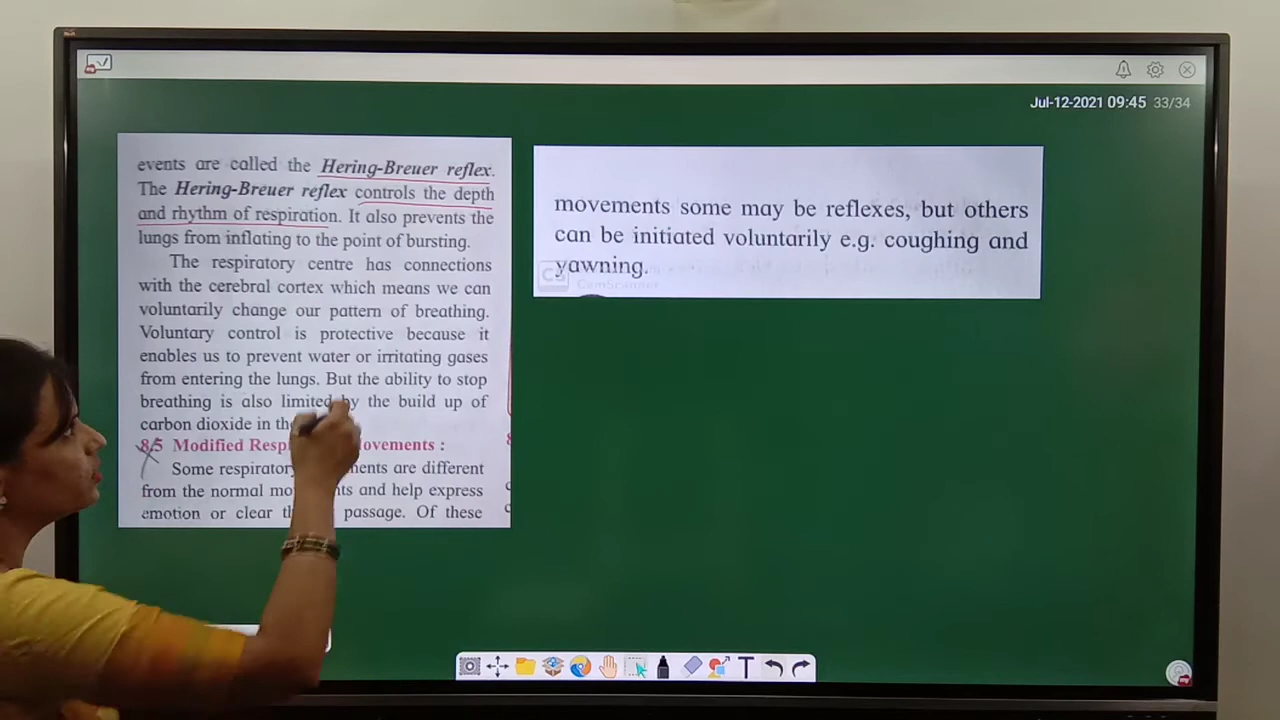 Jul-12-2021 09:45 33/34
events are called the Hering-Breuer reflex.
The Hering-Breuer reflex controls the depth
and rhythm of respiration. It also prevents the
lungs from inflating to the point of bursting.
The respiratory centre has connections
with the cerebral cortex which means we can
voluntarily change our pattern of breathing.
Voluntary control is protective because it
enables us to prevent water or irritating gases
from entering the lungs. But the ability to stop
breathing is also limited by the build up of
carbon dioxide in the
8.5 Modified Resp ovements :
Some respiratory ments are different
from the normal mo nts and help express
emotion or clear th passage. Of these
movements some may be reflexes, but others
can be initiated voluntarily e.g. coughing and
yawning.
CS CamScanner
T